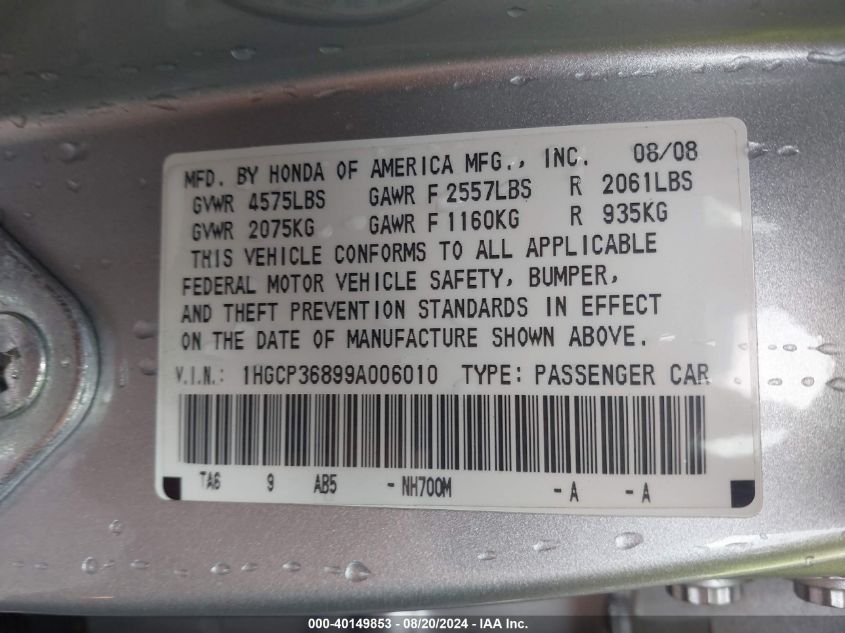 MFD. BY HONDA OF AMERICA MFG., INC. 08/08
GVWR 4575LBS GAWR F 2557LBS R 2061LBS
GVWR 2075KG GAWR F 1160KG R 935KG
THIS VEHICLE CONFORMS TO ALL APPLICABLE
FEDERAL MOTOR VEHICLE SAFETY, BUMPER,
AND THEFT PREVENTION STANDARDS IN EFFECT
ON THE DATE OF MANUFACTURE SHOWN ABOVE.
V.I.N.: 1HGCP36899A006010 TYPE: PASSENGER CAR
TA6 9 AB5 -NH700M -A -A
000-40149853 - 08/20/2024 - IAA Inc.